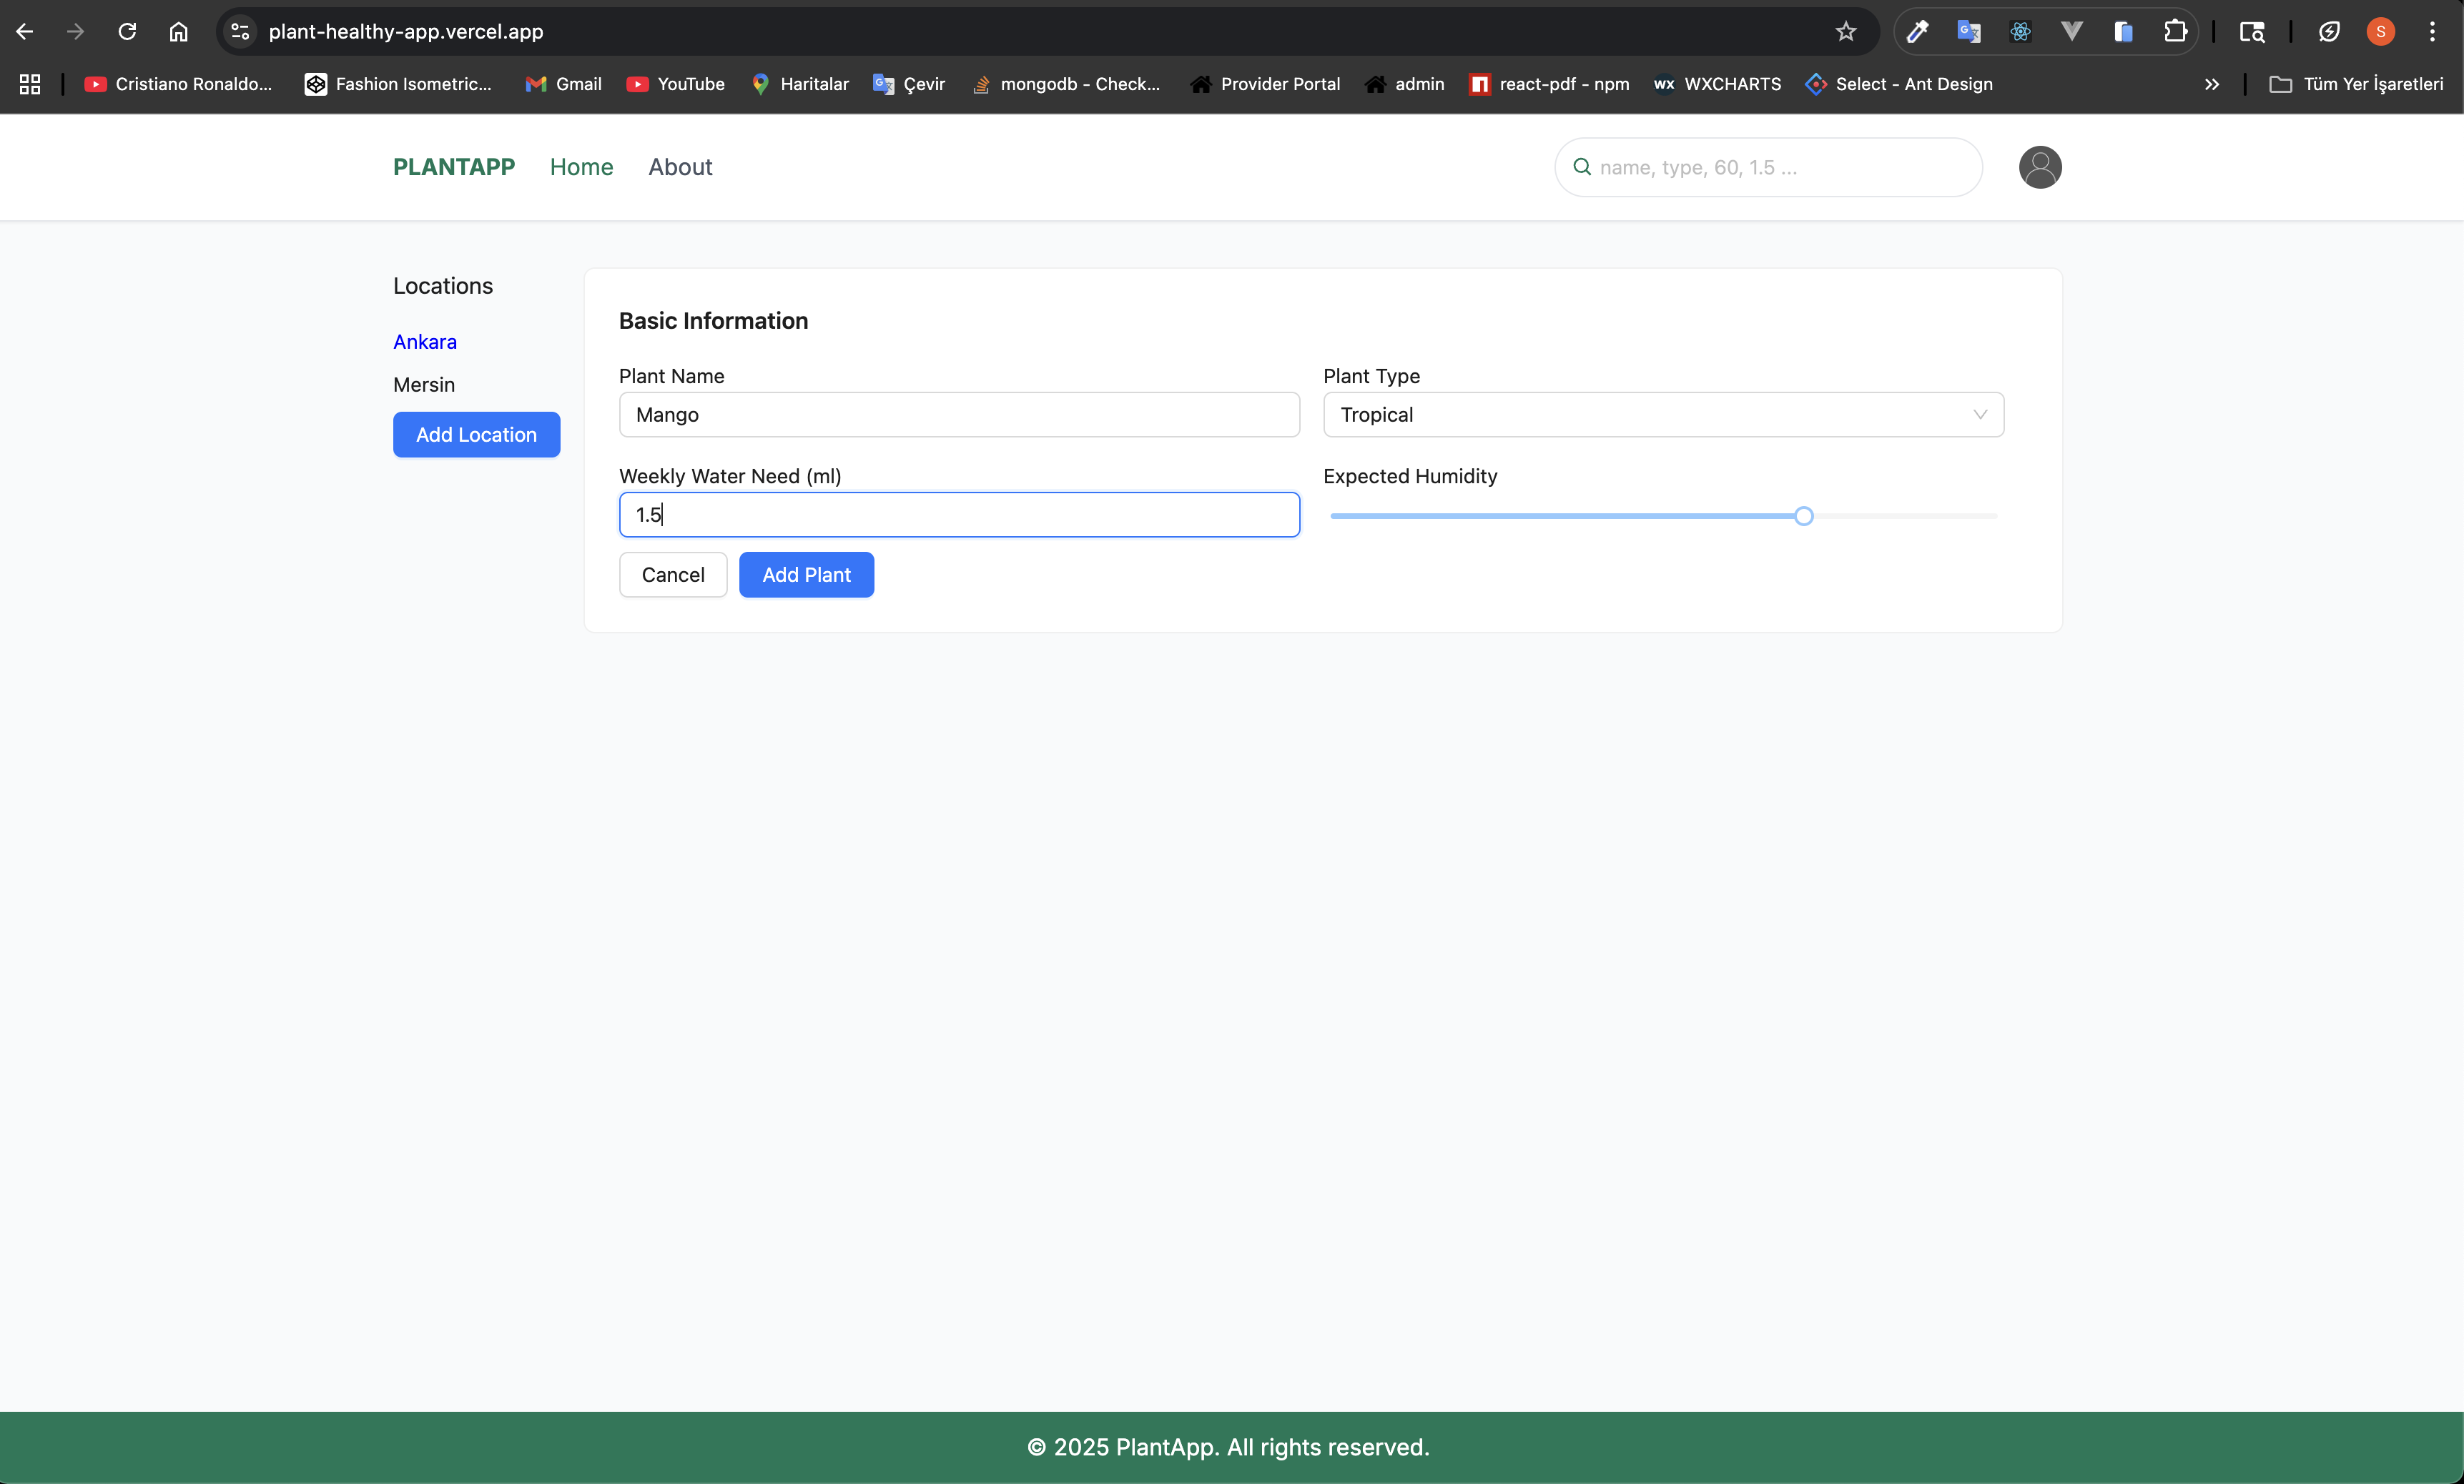 plant-healthy-app.vercel.app
S
Cristiano Ronaldo... Fashion Isometric... Gmail YouTube Haritalar Çevir mongodb - Check... Provider Portal admin react-pdf - npm WX WXCHARTS Select - Ant Design Tüm Yer İşaretleri
PLANTAPP Home About name, type, 60, 1.5 ...
Locations
Ankara
Mersin
Add Location
Basic Information
Plant Name Plant Type
Mango Tropical
Weekly Water Need (ml) Expected Humidity
1.5
Cancel Add Plant
© 2025 PlantApp. All rights reserved.